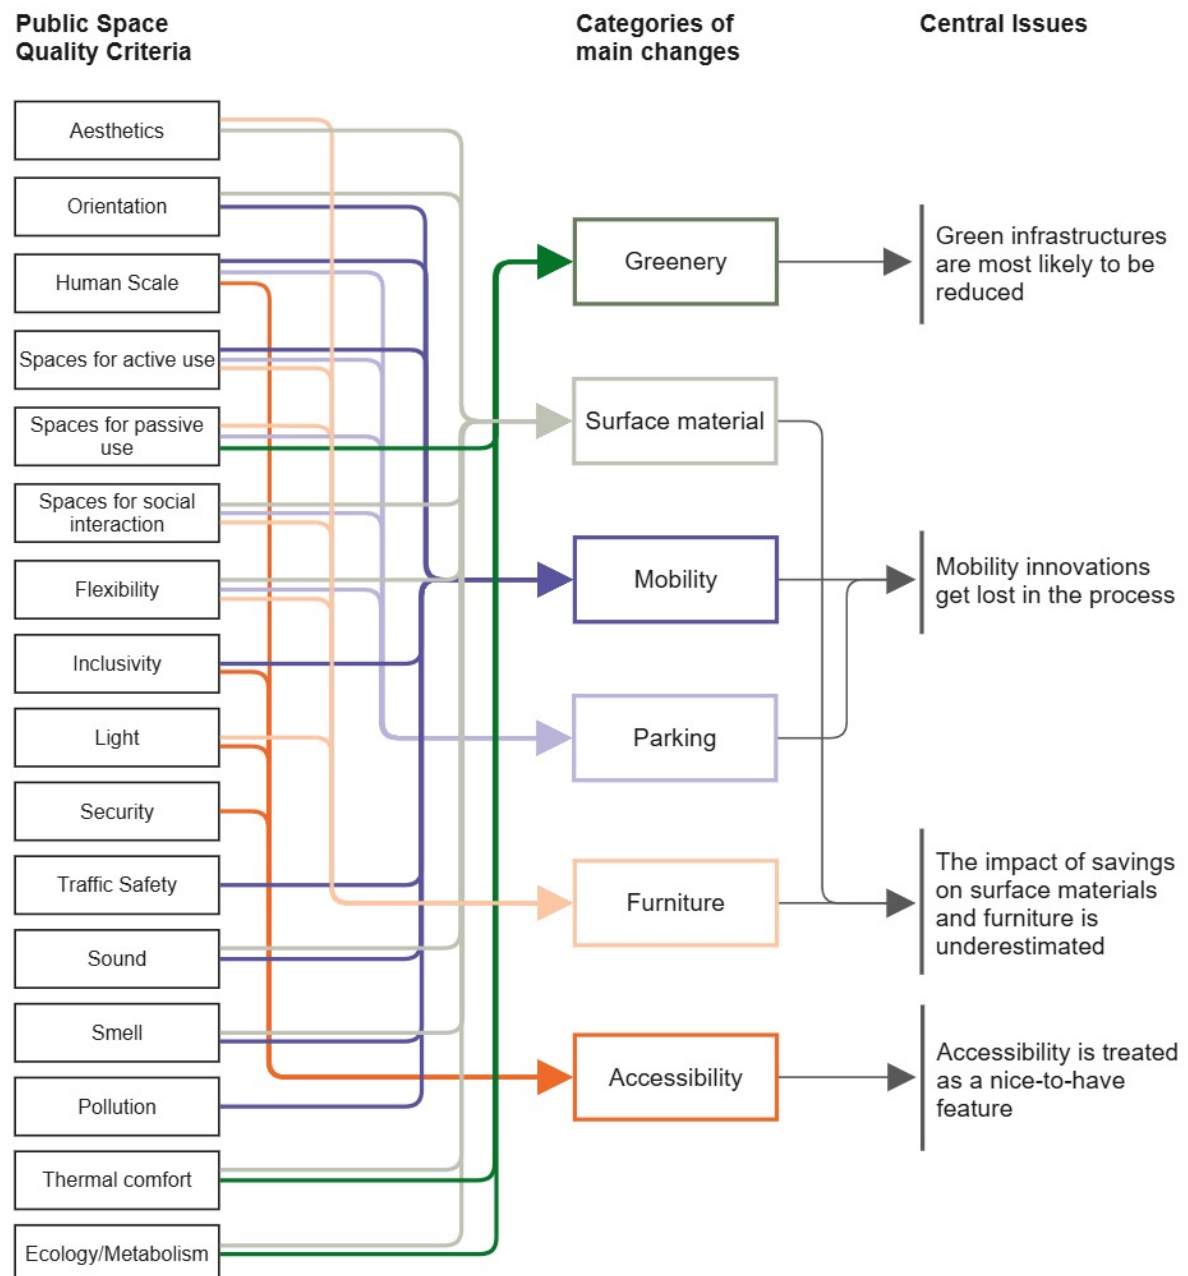 Public Space
Quality Criteria
Categories of
main changes
Central Issues
Aesthetics
Orientation
Human Scale
Spaces for active use
Spaces for passive
use
Spaces for social
interaction
Flexibility
Inclusivity
Light
Security
Traffic Safety
Sound
Smell
Pollution
Thermal comfort
Ecology/Metabolism
Greenery
Surface material
Mobility
Parking
Furniture
Accessibility
Green infrastructures
are most likely to be
reduced
Mobility innovations
get lost in the process
The impact of savings
on surface materials
and furniture is
underestimated
Accessibility is treated
as a nice-to-have
feature